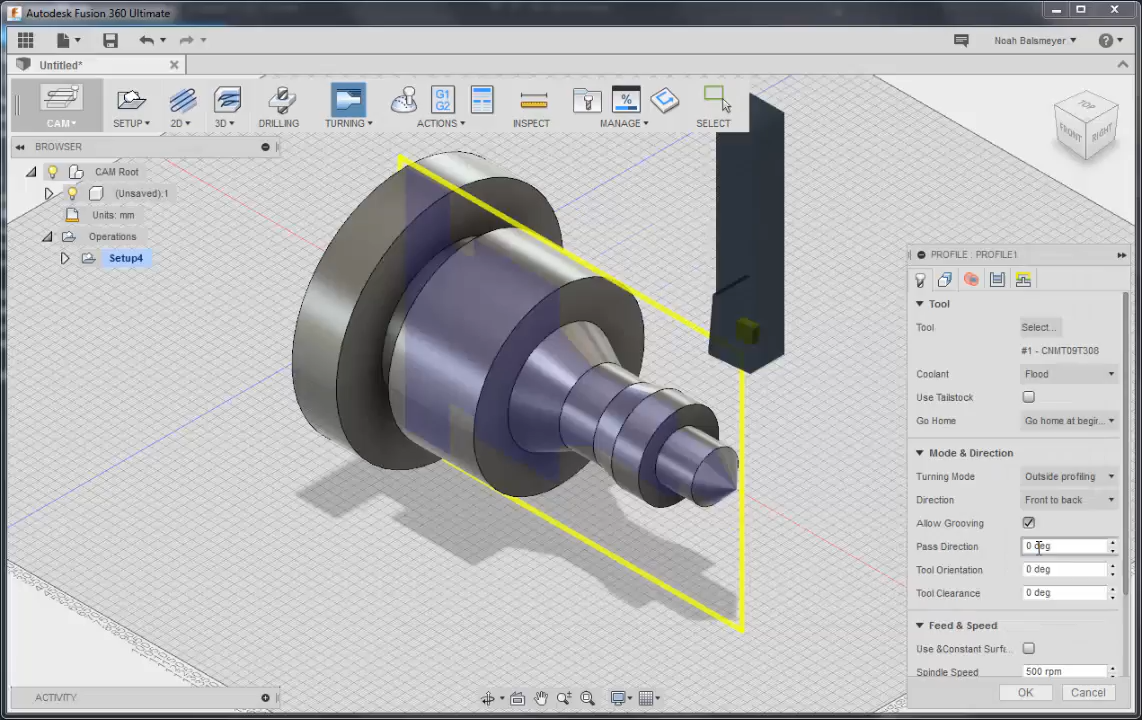 Autodesk Fusion 360 Ultimate
Noah Balsmeyer
Untitled*
CAM
SETUP
2D
3D
DRILLING
TURNING
G1
G2
ACTIONS
INSPECT
MANAGE
SELECT
TOP
FRONT
RIGHT
BROWSER
CAM Root
(Unsaved):1
Units: mm
Operations
Setup4
PROFILE : PROFILE1
Tool
Tool
Select...
#1 - CNMT09T308
Coolant
Flood
Use Tailstock
Go Home
Go home at begir...
Mode & Direction
Turning Mode
Outside profiling
Direction
Front to back
Allow Grooving
Pass Direction
0 deg
Tool Orientation
0 deg
Tool Clearance
0 deg
Feed & Speed
Use &Constant Surf...
Spindle Speed
500 rpm
OK
Cancel
ACTIVITY